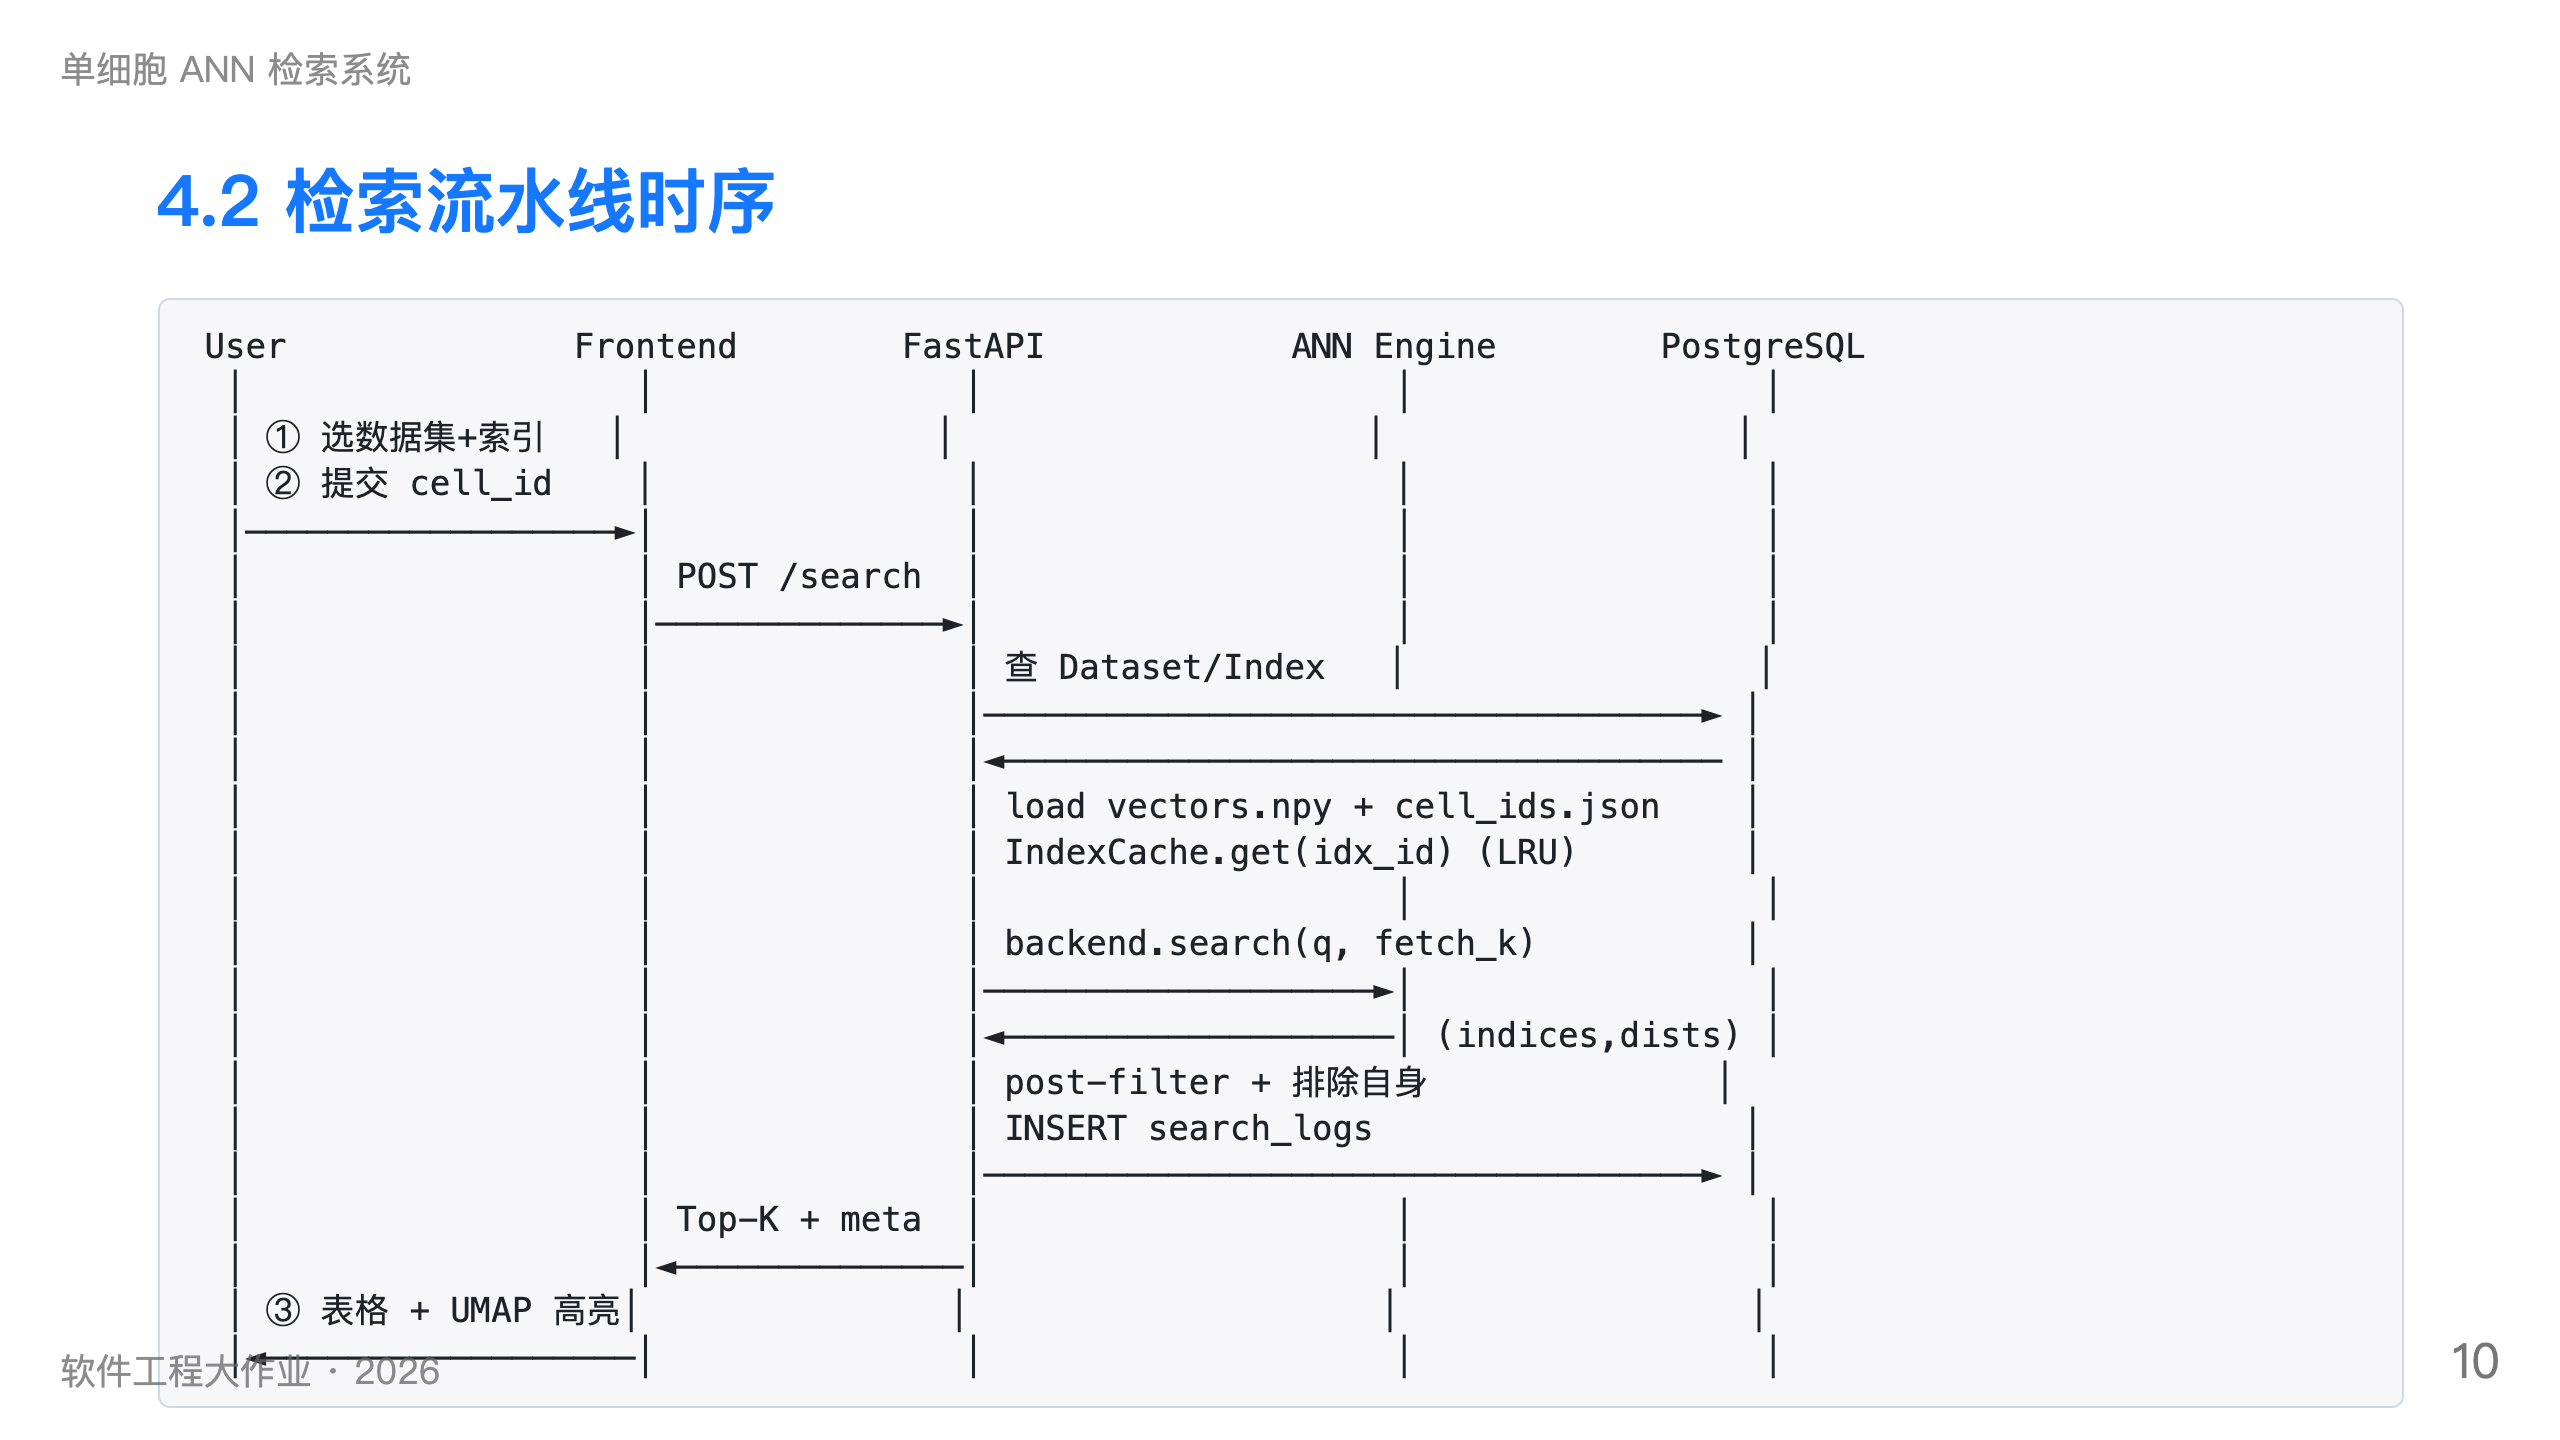 单细胞 ANN 检索系统
4.2 检索流水线时序
User Frontend FastAPI ANN Engine PostgreSQL
① 选数据集+索引
② 提交 cell_id
POST /search
查 Dataset/Index
load vectors.npy + cell_ids.json
IndexCache.get(idx_id) (LRU)
backend.search(q, fetch_k)
(indices,dists)
post-filter + 排除自身
INSERT search_logs
Top-K + meta
③ 表格 + UMAP 高亮
软件工程大作业 · 2026
10